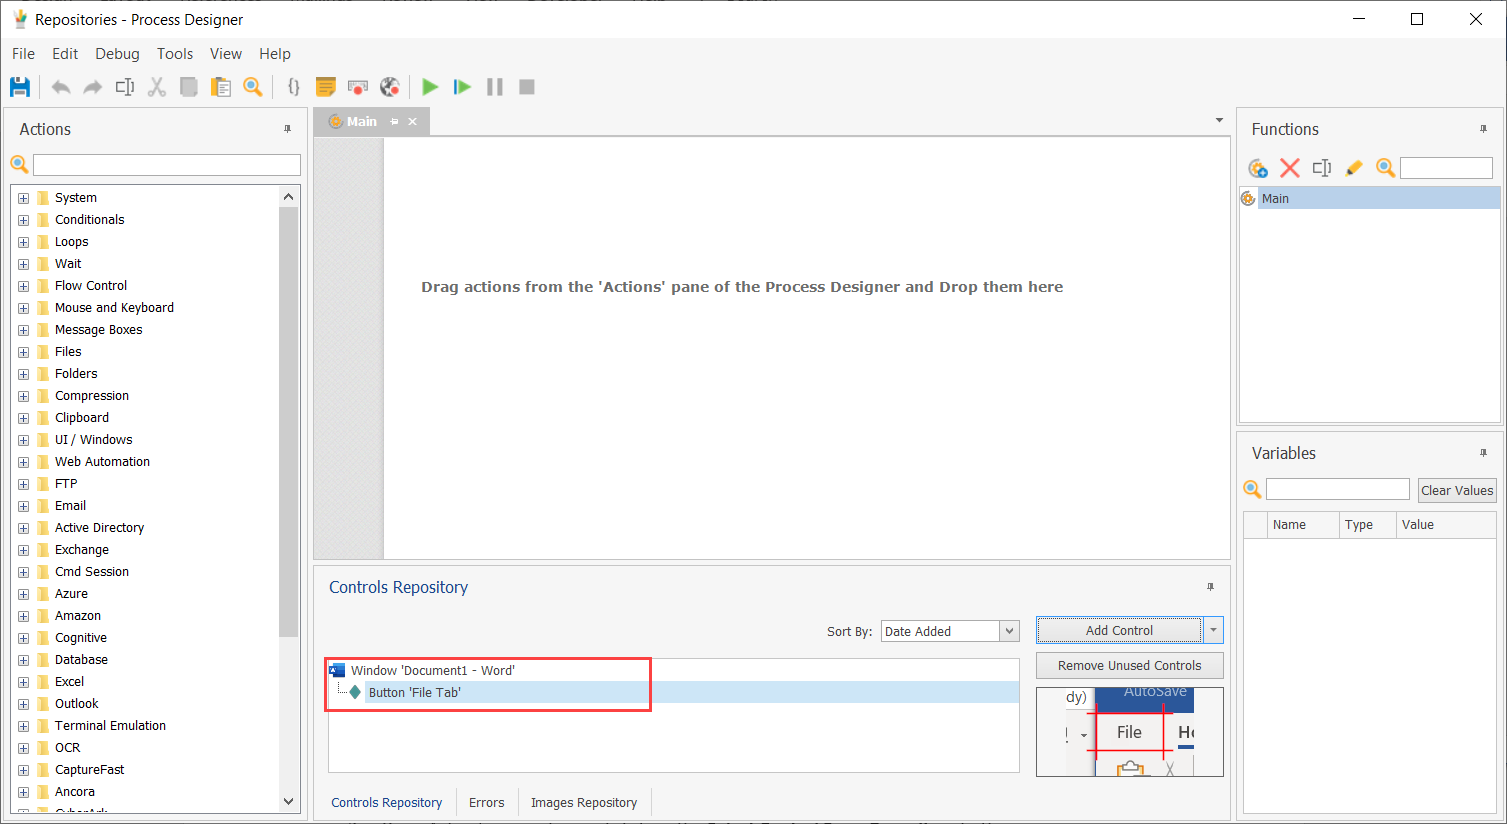 Repositories - Process Designer
File Edit Debug Tools View Help
Actions
System
Conditionals
Loops
Wait
Flow Control
Mouse and Keyboard
Message Boxes
Files
Folders
Compression
Clipboard
UI / Windows
Web Automation
FTP
Email
Active Directory
Exchange
Cmd Session
Azure
Amazon
Cognitive
Database
Excel
Outlook
Terminal Emulation
OCR
CaptureFast
Ancora
Main
Drag actions from the 'Actions' pane of the Process Designer and Drop them here
Controls Repository
Sort By: Date Added
Add Control
Remove Unused Controls
Window 'Document1 - Word'
Button 'File Tab'
dy) AutoSave
File Ho
Controls Repository Errors Images Repository
Functions
Main
Variables
Clear Values
Name Type Value